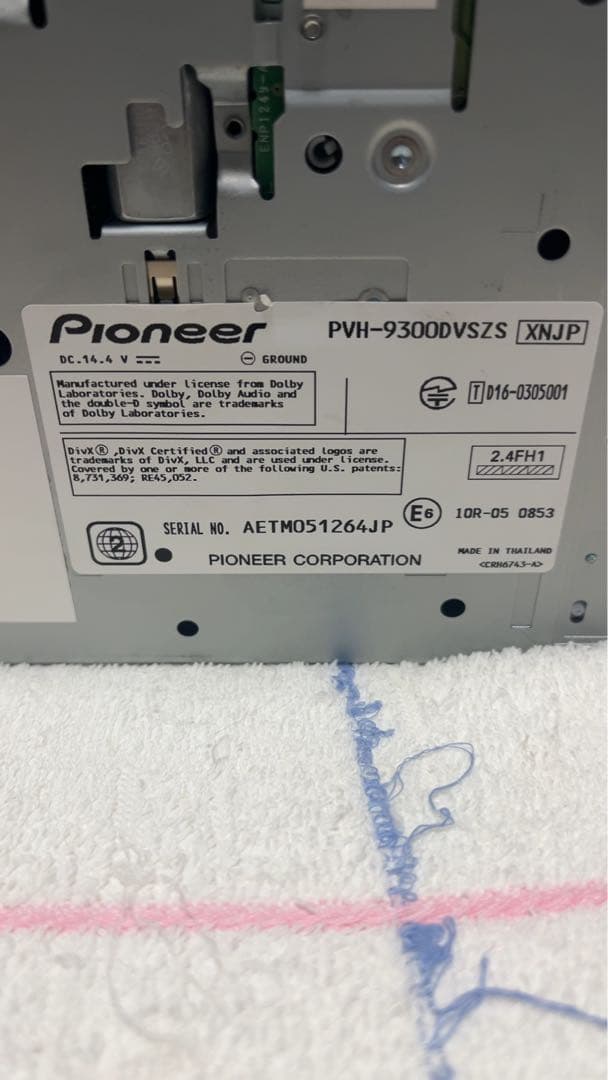 ENP1249-
Pioneer
PVH-9300DVSZS XNJP
DC.14.4 V
GROUND
Manufactured under license from Dolby
Laboratories. Dolby, Dolby Audio and
the double-D symbol are trademarks
of Dolby Laboratories.
T D16-0305001
DivX® ,DivX Certified® and associated logos are
trademarks of DivX, LLC and are used under license.
Covered by one or more of the following U.S. patents:
8,731,369; RE45,052.
2.4FH1
2
SERIAL NO. AETM051264JP
E6 10R-05 0853
PIONEER CORPORATION
MADE IN THAILAND
<CRH6743-A>